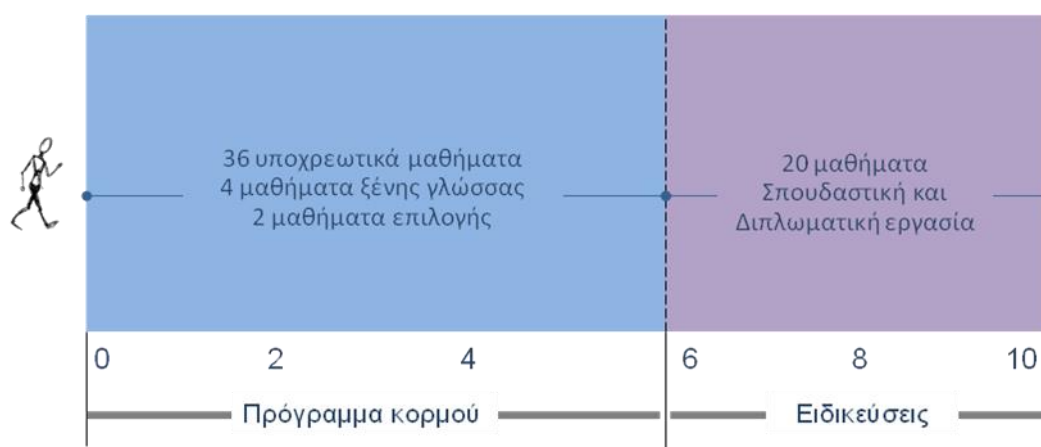 36 υποχρεωτικά μαθήματα
4 μαθήματα ξένης γλώσσας
2 μαθήματα επιλογής
20 μαθήματα
Σπουδαστική και
Διπλωματική εργασία
0 2 4 6 8 10
Πρόγραμμα κορμού Ειδικεύσεις